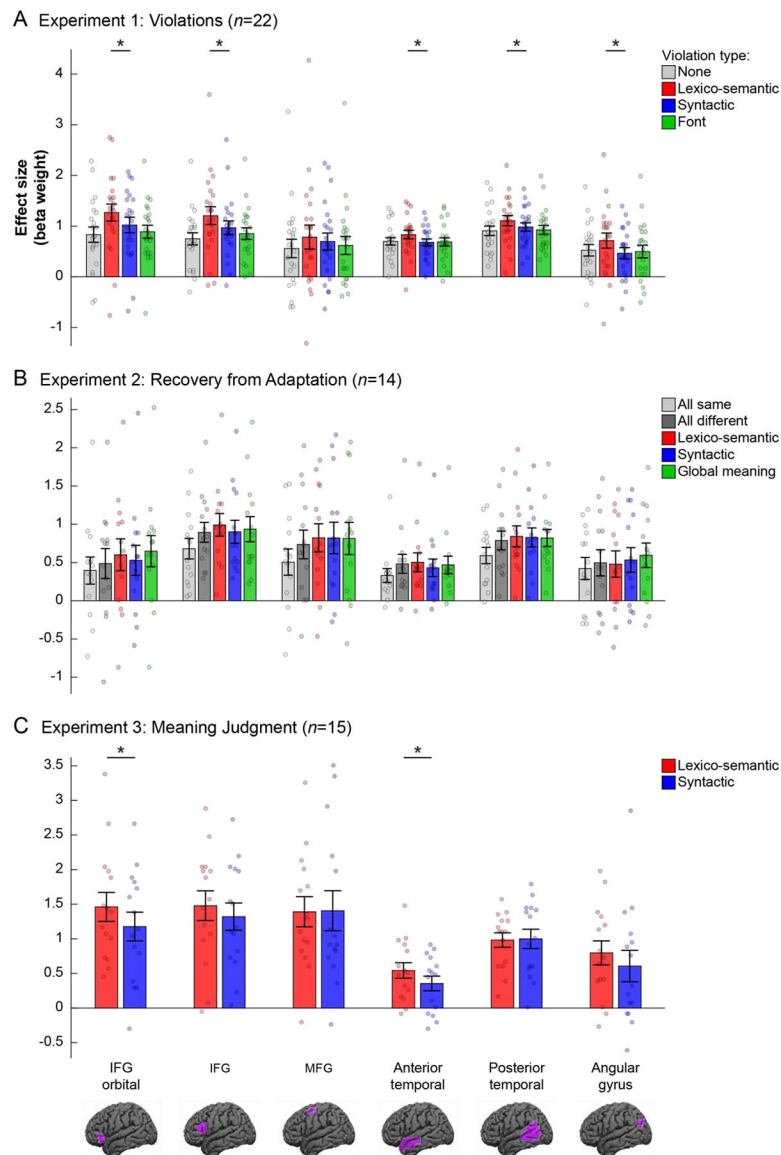 A Experiment 1: Violations (n=22)
* * * * *
Violation type:
None
Lexico-semantic
Syntactic
Font
Effect size
(beta weight)
4
3
2
1
0
-1
B Experiment 2: Recovery from Adaptation (n=14)
All same
All different
Lexico-semantic
Syntactic
Global meaning
2.5
2
1.5
1
0.5
0
-0.5
-1
C Experiment 3: Meaning Judgment (n=15)
* *
Lexico-semantic
Syntactic
3.5
3
2.5
2
1.5
1
0.5
0
-0.5
IFG
orbital
IFG
MFG
Anterior
temporal
Posterior
temporal
Angular
gyrus